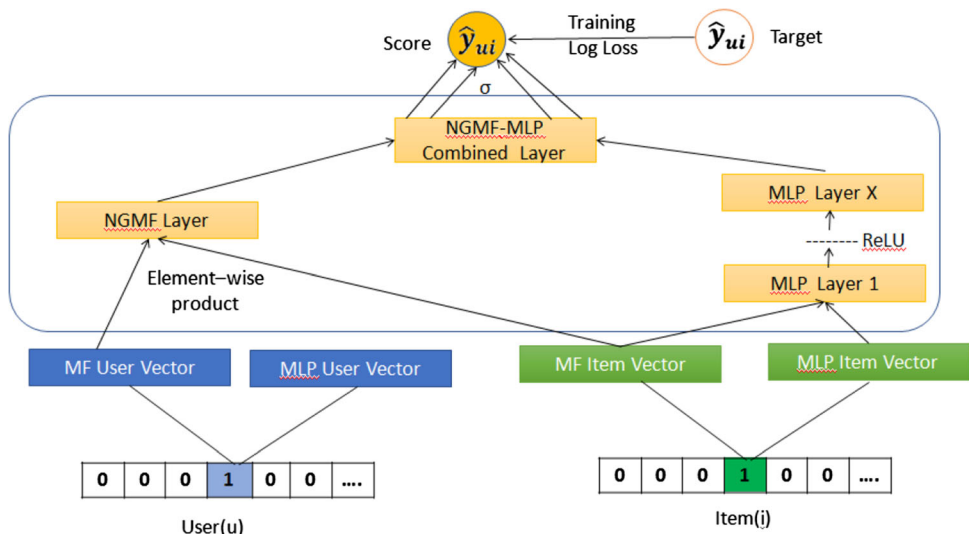 Score
ŷui
Training
Log Loss
ŷui
Target
σ
NGMF-MLP
Combined Layer
MLP Layer X
NGMF Layer
ReLU
Element–wise
product
MLP Layer 1
MF User Vector
MLP User Vector
MF Item Vector
MLP Item Vector
0 0 0 1 0 0 ....
0 0 0 1 0 0 ....
User(u)
Item(i)